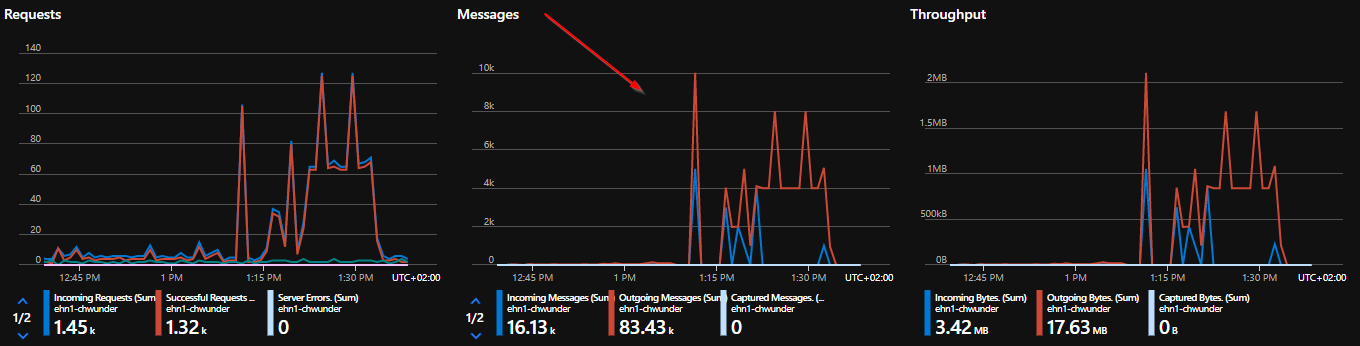 Requests
140
120
100
80
60
40
20
0
12:45 PM 1 PM 1:15 PM 1:30 PM UTC+02:00
1/2
Incoming Requests (Sum)
ehn1-chwunder
1.45 k
Successful Requests ...
ehn1-chwunder
1.32 k
Server Errors. (Sum)
ehn1-chwunder
0
Messages
10k
8k
6k
4k
2k
0
12:45 PM 1 PM 1:15 PM 1:30 PM UTC+02:00
1/2
Incoming Messages (Sum)
ehn1-chwunder
16.13 k
Outgoing Messages (Sum)
ehn1-chwunder
83.43 k
Captured Messages. (...
ehn1-chwunder
0
Throughput
2MB
1.5MB
1MB
500kB
0B
12:45 PM 1 PM 1:15 PM 1:30 PM UTC+02:00
Incoming Bytes. (Sum)
ehn1-chwunder
3.42 MB
Outgoing Bytes. (Sum)
ehn1-chwunder
17.63 MB
Captured Bytes. (Sum)
ehn1-chwunder
0 B